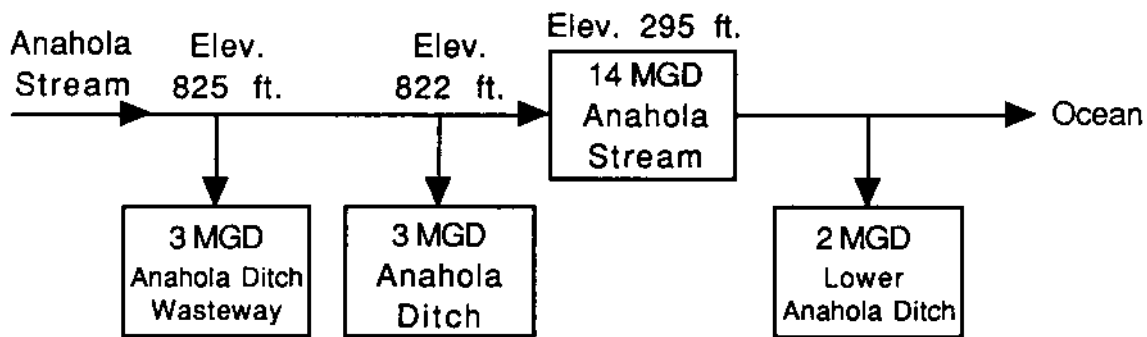 Anahola
Stream
Elev.
825 ft.
Elev.
822 ft.
Elev. 295 ft.
14 MGD
Anahola
Stream
Ocean
3 MGD
Anahola Ditch
Wasteway
3 MGD
Anahola
Ditch
2 MGD
Lower
Anahola Ditch